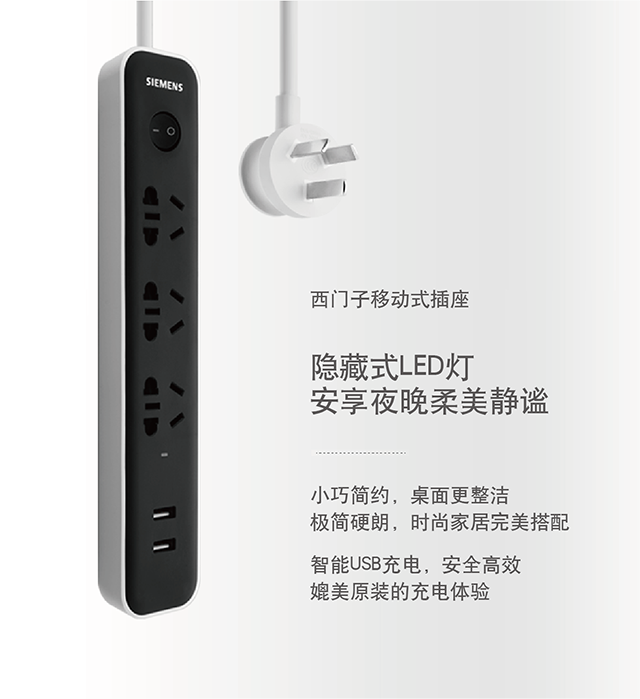 SIEMENS
西门子移动式插座
隐藏式LED灯
安享夜晚柔美静谧
小巧简约，桌面更整洁
极简硬朗，时尚家居完美搭配
智能USB充电，安全高效
媲美原装的充电体验